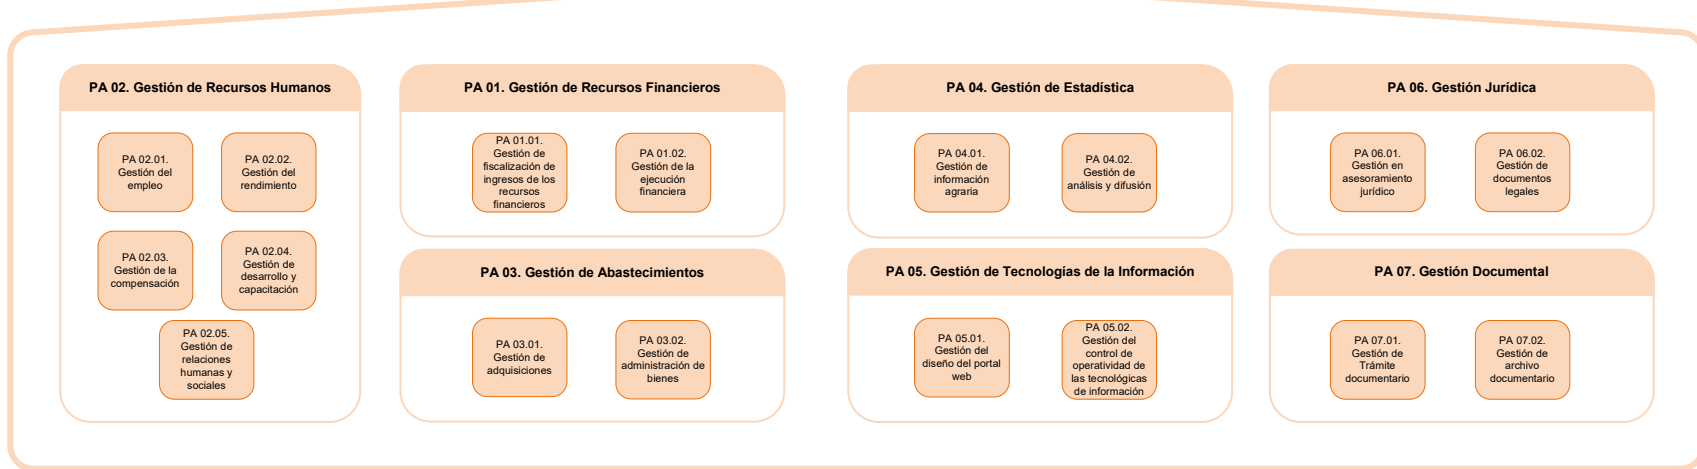 PA 02. Gestión de Recursos Humanos
PA 02.01.
Gestión del
empleo
PA 02.02.
Gestión del
rendimiento
PA 02.03.
Gestión de la
compensación
PA 02.04.
Gestión de
desarrollo y
capacitación
PA 02.05.
Gestión de
relaciones
humanas y
sociales
PA 01. Gestión de Recursos Financieros
PA 01.01.
Gestión de
fiscalización de
ingresos de los
recursos
financieros
PA 01.02.
Gestión de la
ejecución
financiera
PA 03. Gestión de Abastecimientos
PA 03.01.
Gestión de
adquisiciones
PA 03.02.
Gestión de
administración de
bienes
PA 04. Gestión de Estadística
PA 04.01.
Gestión de
información
agraria
PA 04.02.
Gestión de
análisis y difusión
PA 05. Gestión de Tecnologías de la Información
PA 05.01.
Gestión del
diseño del portal
web
PA 05.02.
Gestión del
control de
operatividad de
las tecnológicas
de información
PA 06. Gestión Jurídica
PA 06.01.
Gestión en
asesoramiento
jurídico
PA 06.02.
Gestión de
documentos
legales
PA 07. Gestión Documental
PA 07.01.
Gestión de
Trámite
documentario
PA 07.02.
Gestión de
archivo
documentario